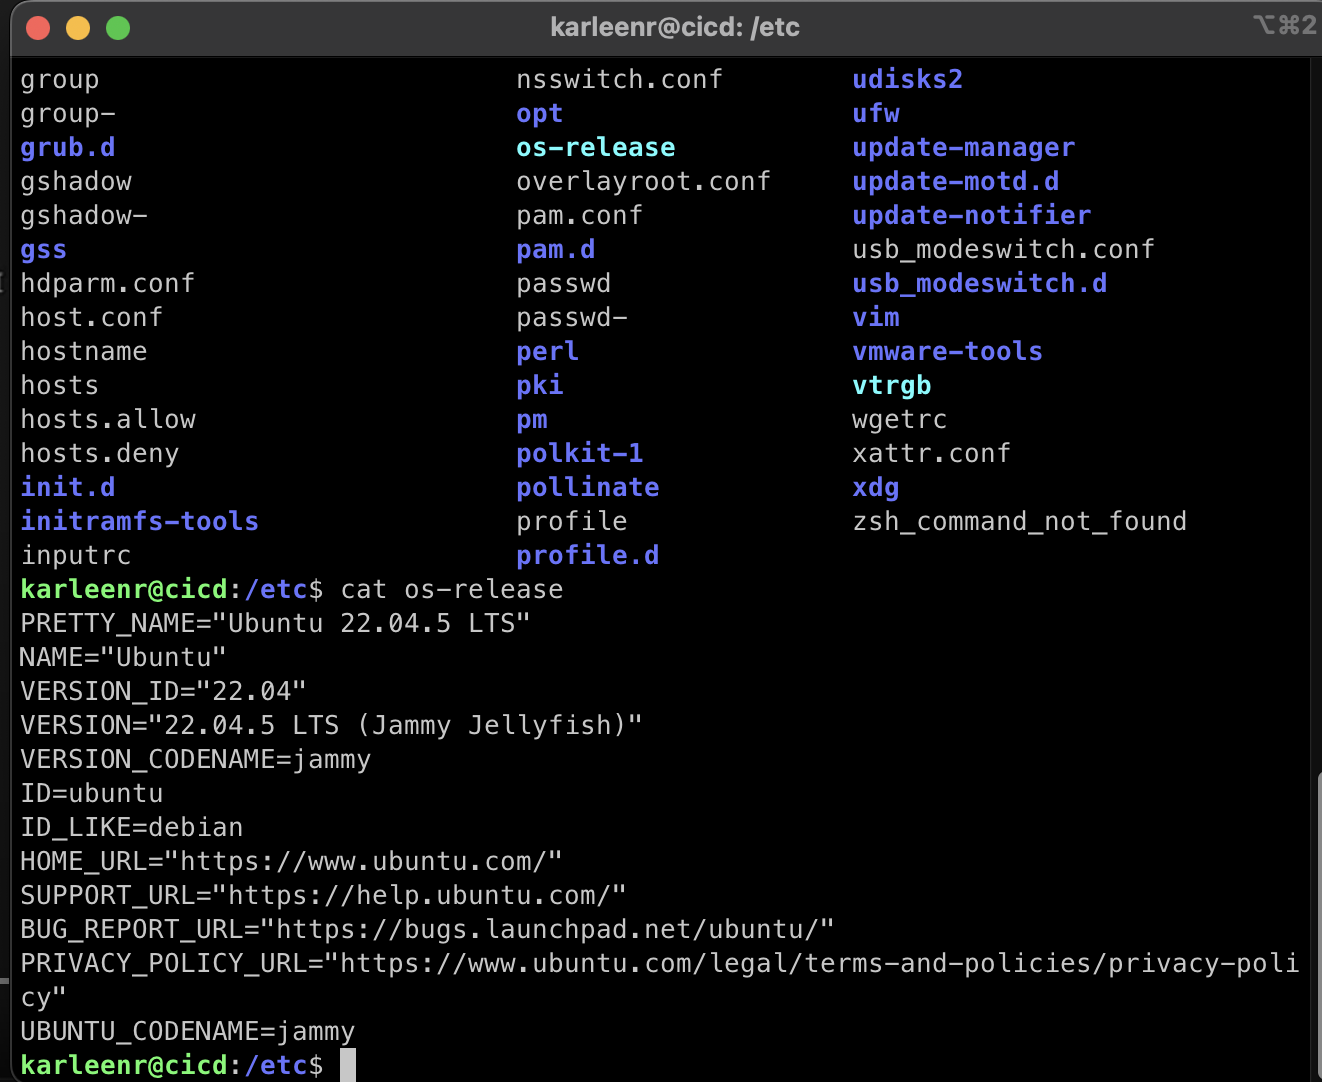 karleenr@cicd: /etc
⌥⌘2
group nsswitch.conf udisks2
group- opt ufw
grub.d os-release update-manager
gshadow overlayroot.conf update-motd.d
gshadow- pam.conf update-notifier
gss pam.d usb_modeswitch.conf
hdparm.conf passwd usb_modeswitch.d
host.conf passwd- vim
hostname perl vmware-tools
hosts pki vtrgb
hosts.allow pm wgetrc
hosts.deny polkit-1 xattr.conf
init.d pollinate xdg
initramfs-tools profile zsh_command_not_found
inputrc profile.d
karleenr@cicd:/etc$ cat os-release
PRETTY_NAME="Ubuntu 22.04.5 LTS"
NAME="Ubuntu"
VERSION_ID="22.04"
VERSION="22.04.5 LTS (Jammy Jellyfish)"
VERSION_CODENAME=jammy
ID=ubuntu
ID_LIKE=debian
HOME_URL="https://www.ubuntu.com/"
SUPPORT_URL="https://help.ubuntu.com/"
BUG_REPORT_URL="https://bugs.launchpad.net/ubuntu/"
PRIVACY_POLICY_URL="https://www.ubuntu.com/legal/terms-and-policies/privacy-poli
cy"
UBUNTU_CODENAME=jammy
karleenr@cicd:/etc$